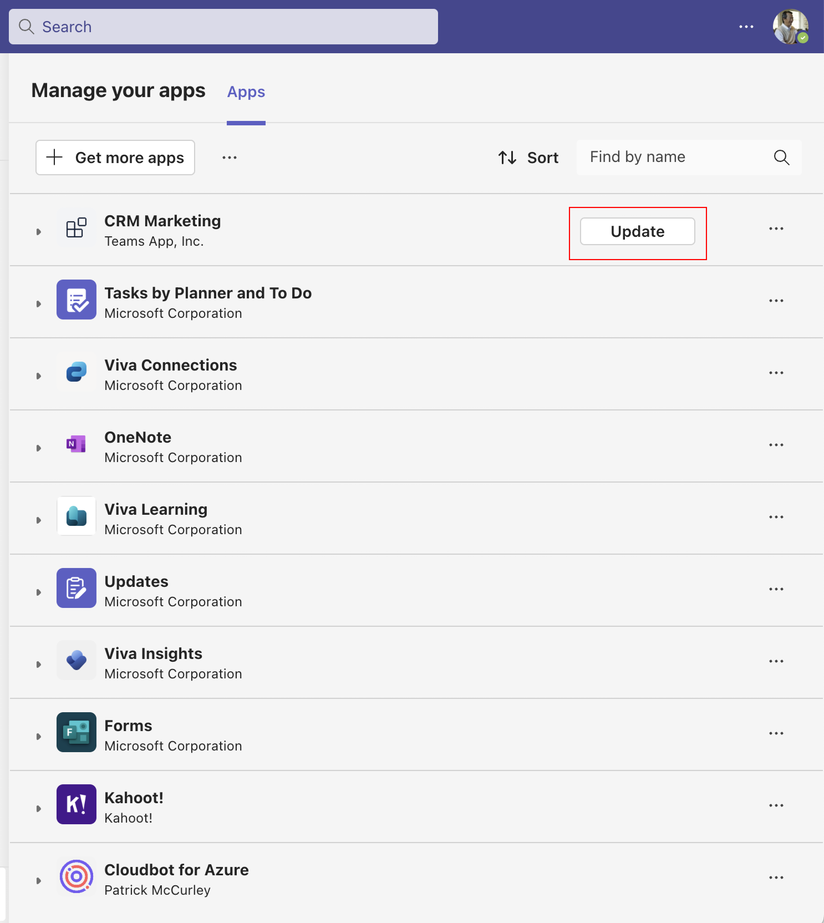 Search
Manage your apps Apps
Get more apps Sort Find by name
CRM Marketing
Teams App, Inc.
Update
Tasks by Planner and To Do
Microsoft Corporation
Viva Connections
Microsoft Corporation
N
OneNote
Microsoft Corporation
Viva Learning
Microsoft Corporation
Updates
Microsoft Corporation
Viva Insights
Microsoft Corporation
F
Forms
Microsoft Corporation
K!
Kahoot!
Kahoot!
Cloudbot for Azure
Patrick McCurley